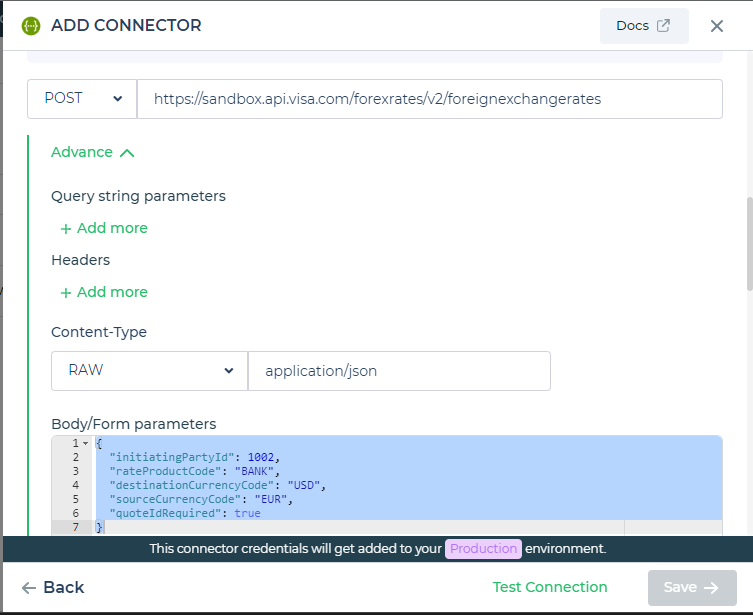 ADD CONNECTOR
Docs
POST
https://sandbox.api.visa.com/forexrates/v2/foreignexchangerates
Advance
Query string parameters
+ Add more
Headers
+ Add more
Content-Type
RAW
application/json
Body/Form parameters
1 {
2 "initiatingPartyId": 1002,
3 "rateProductCode": "BANK",
4 "destinationCurrencyCode": "USD",
5 "sourceCurrencyCode": "EUR",
6 "quoteIdRequired": true
7 }
This connector credentials will get added to your Production environment.
Back
Test Connection
Save